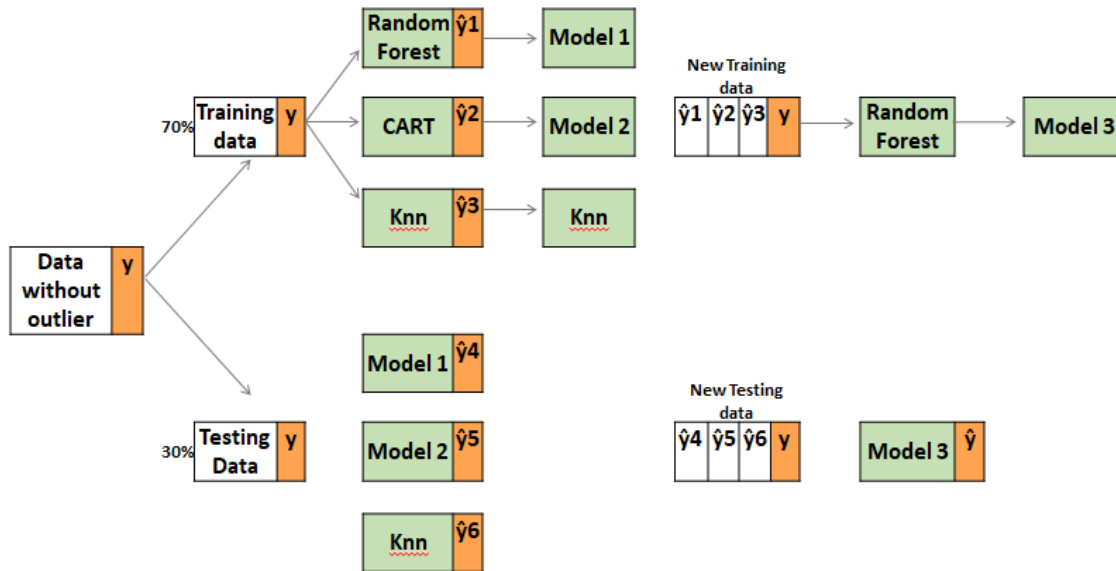 Random
Forest
ŷ1
Model 1
New Training
data
70%
Training
data
y
CART
ŷ2
Model 2
ŷ1
ŷ2
ŷ3
y
Random
Forest
Model 3
Knn
ŷ3
Knn
Data
without
outlier
y
Model 1
ŷ4
New Testing
data
30%
Testing
Data
y
Model 2
ŷ5
ŷ4
ŷ5
ŷ6
y
Model 3
ŷ
Knn
ŷ6